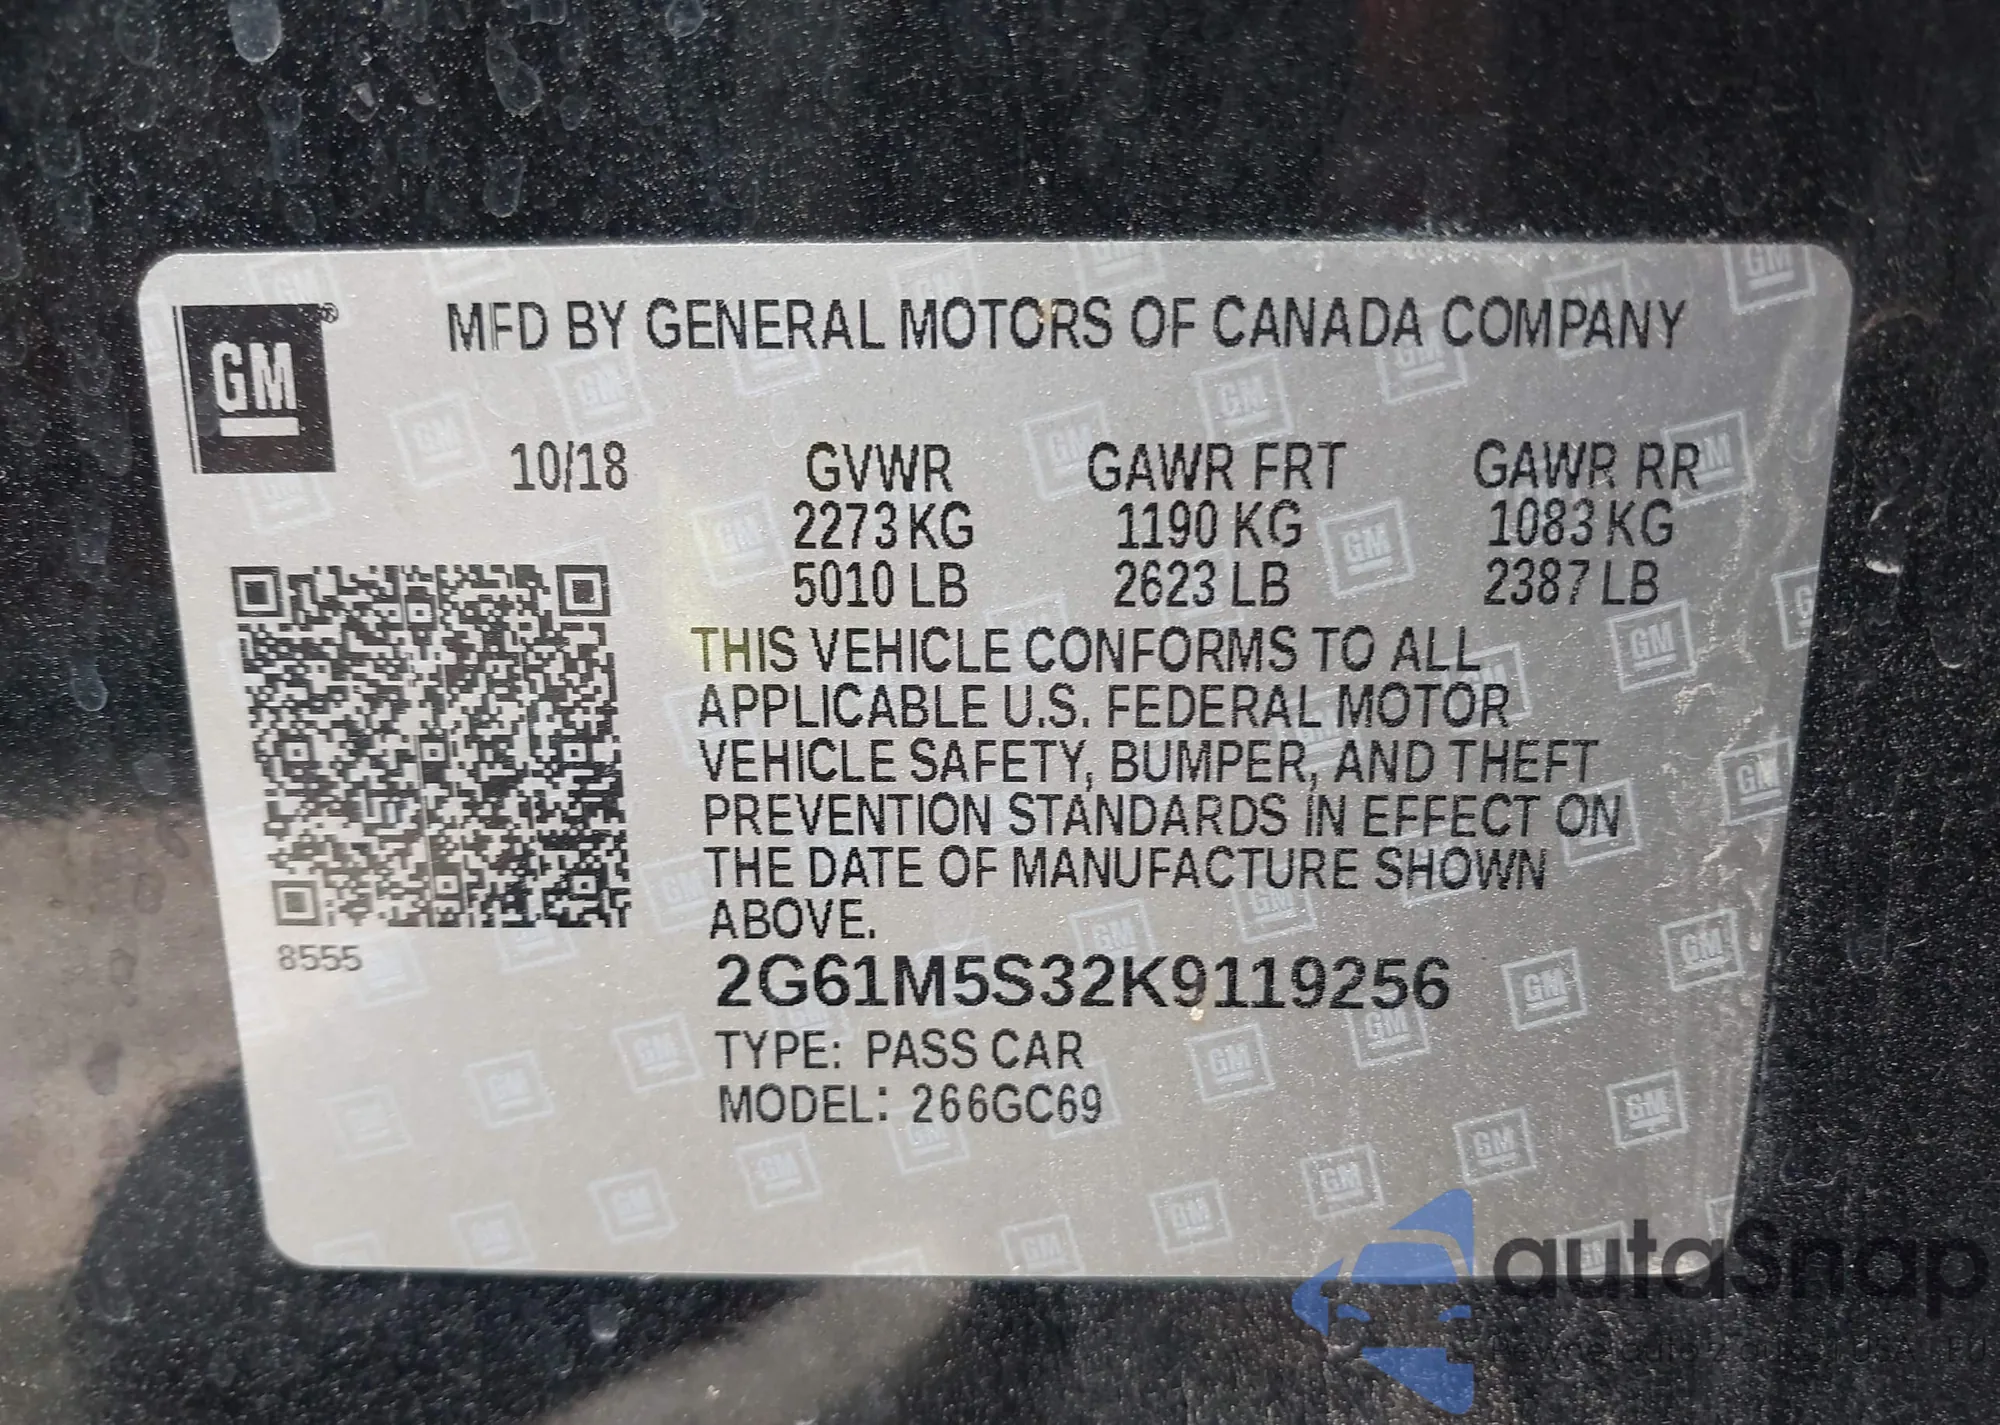 GM®
MFD BY GENERAL MOTORS OF CANADA COMPANY
10/18 GVWR GAWR FRT GAWR RR
2273 KG 1190 KG 1083 KG
5010 LB 2623 LB 2387 LB
THIS VEHICLE CONFORMS TO ALL
APPLICABLE U.S. FEDERAL MOTOR
VEHICLE SAFETY, BUMPER, AND THEFT
PREVENTION STANDARDS IN EFFECT ON
THE DATE OF MANUFACTURE SHOWN
ABOVE.
8555
2G61M5S32K9119256
TYPE: PASS CAR
MODEL: 266GC69
autaSnap